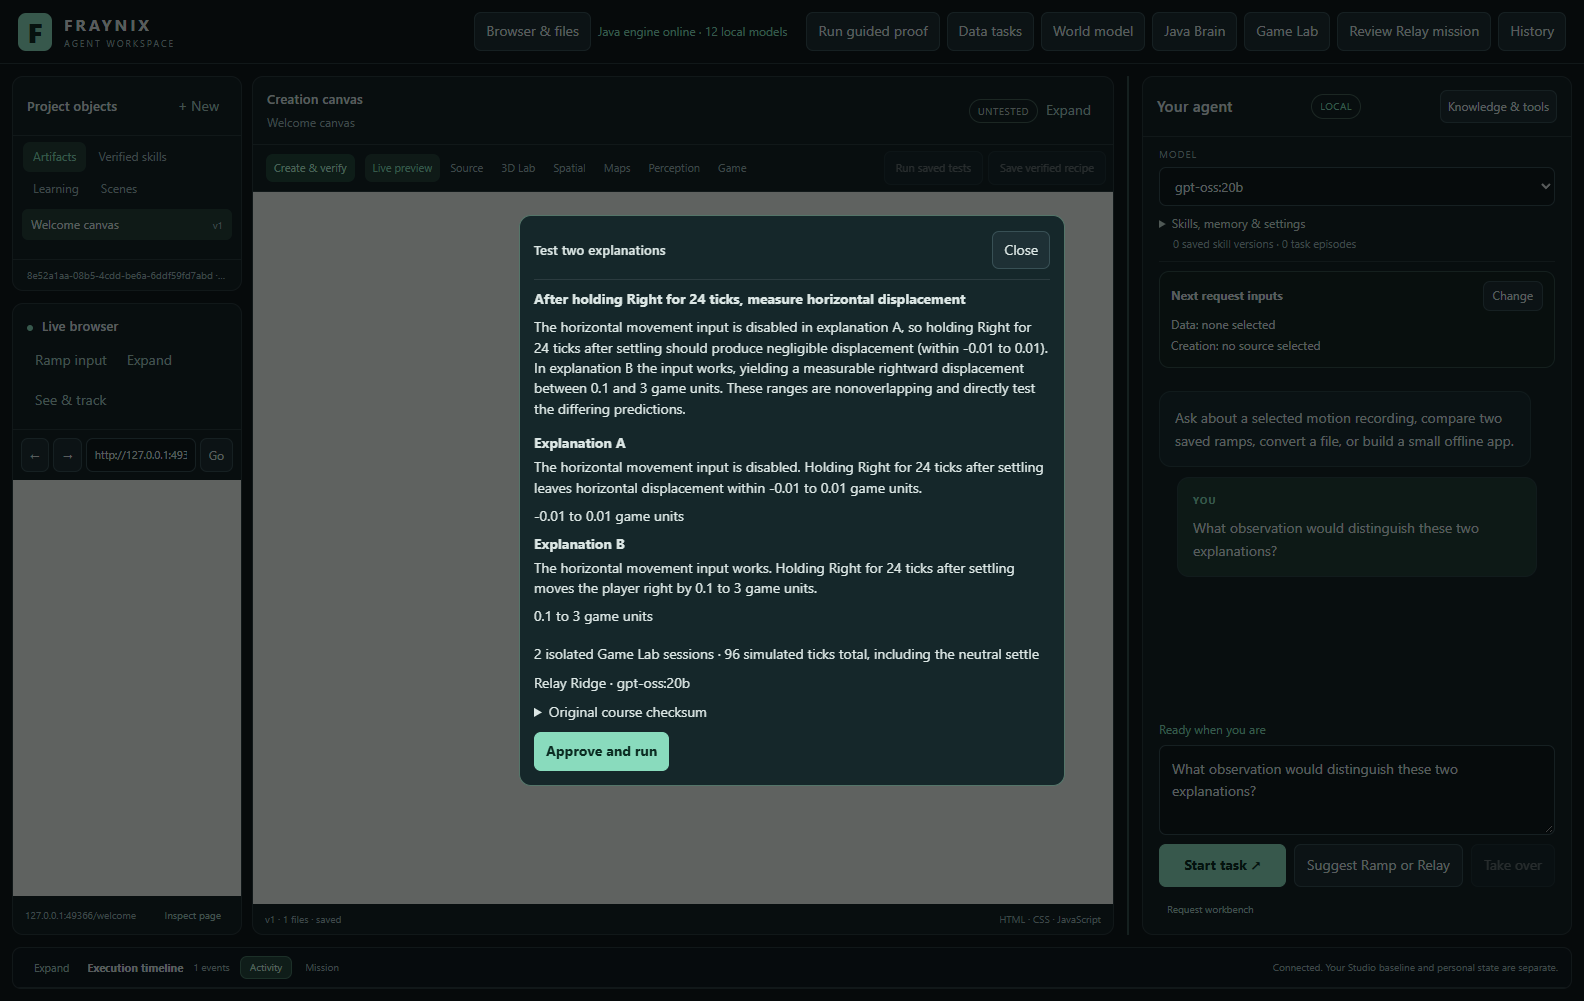 F
FRAYNIX
AGENT WORKSPACE
Browser & files
Java engine online · 12 local models
Run guided proof
Data tasks
World model
Java Brain
Game Lab
Review Relay mission
History
Project objects
+ New
Artifacts
Verified skills
Learning
Scenes
Welcome canvas
v1
8e52a1aa-08b5-4cdd-be6a-6ddf59fd7abd ·...
Live browser
Ramp input
Expand
See & track
←
→
http://127.0.0.1:493
Go
127.0.0.1:49366/welcome
Inspect page
Creation canvas
Welcome canvas
UNTESTED
Expand
Create & verify
Live preview
Source
3D Lab
Spatial
Maps
Perception
Game
Run saved tests
Save verified recipe
Test two explanations
Close
After holding Right for 24 ticks, measure horizontal displacement
The horizontal movement input is disabled in explanation A, so holding Right for
24 ticks after settling should produce negligible displacement (within -0.01 to 0.01).
In explanation B the input works, yielding a measurable rightward displacement
between 0.1 and 3 game units. These ranges are nonoverlapping and directly test
the differing predictions.
Explanation A
The horizontal movement input is disabled. Holding Right for 24 ticks after settling
leaves horizontal displacement within -0.01 to 0.01 game units.
-0.01 to 0.01 game units
Explanation B
The horizontal movement input works. Holding Right for 24 ticks after settling
moves the player right by 0.1 to 3 game units.
0.1 to 3 game units
2 isolated Game Lab sessions · 96 simulated ticks total, including the neutral settle
Relay Ridge · gpt-oss:20b
▶ Original course checksum
Approve and run
v1 · 1 files · saved
HTML · CSS · JavaScript
Your agent
LOCAL
Knowledge & tools
MODEL
gpt-oss:20b
▶ Skills, memory & settings
0 saved skill versions · 0 task episodes
Next request inputs
Change
Data: none selected
Creation: no source selected
Ask about a selected motion recording, compare two
saved ramps, convert a file, or build a small offline app.
YOU
What observation would distinguish these two
explanations?
Ready when you are
What observation would distinguish these two
explanations?
Start task ↗
Suggest Ramp or Relay
Take over
Request workbench
Expand
Execution timeline
1 events
Activity
Mission
Connected. Your Studio baseline and personal state are separate.